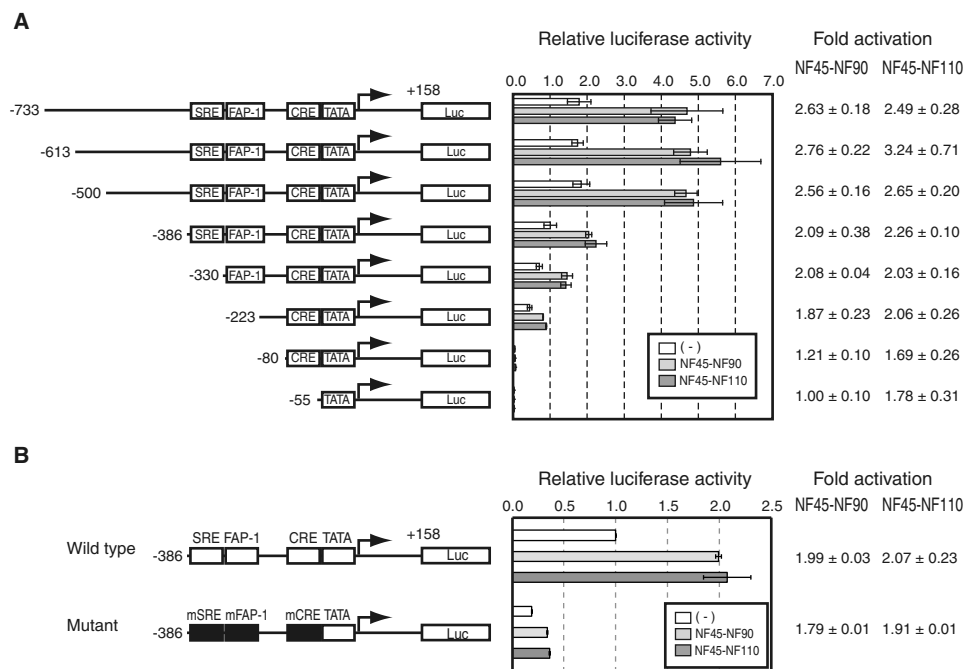 A
Relative luciferase activity Fold activation
NF45-NF90 NF45-NF110
0.0 1.0 2.0 3.0 4.0 5.0 6.0 7.0
+158
-733 SRE FAP-1 CRE TATA Luc 2.63 ± 0.18 2.49 ± 0.28
-613 SRE FAP-1 CRE TATA Luc 2.76 ± 0.22 3.24 ± 0.71
-500 SRE FAP-1 CRE TATA Luc 2.56 ± 0.16 2.65 ± 0.20
-386 SRE FAP-1 CRE TATA Luc 2.09 ± 0.38 2.26 ± 0.10
-330 FAP-1 CRE TATA Luc 2.08 ± 0.04 2.03 ± 0.16
-223 CRE TATA Luc 1.87 ± 0.23 2.06 ± 0.26
-80 CRE TATA Luc 1.21 ± 0.10 1.69 ± 0.26
-55 TATA Luc 1.00 ± 0.10 1.78 ± 0.31
(-)
NF45-NF90
NF45-NF110
B
Relative luciferase activity Fold activation
NF45-NF90 NF45-NF110
0.0 0.5 1.0 1.5 2.0 2.5
SRE FAP-1 CRE TATA +158
Wild type -386 Luc 1.99 ± 0.03 2.07 ± 0.23
mSRE mFAP-1 mCRE TATA
Mutant -386 Luc 1.79 ± 0.01 1.91 ± 0.01
(-)
NF45-NF90
NF45-NF110